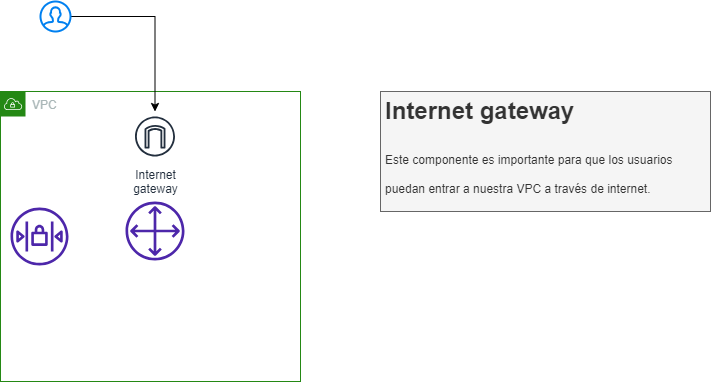 VPC
Internet
gateway
Internet gateway
Este componente es importante para que los usuarios
puedan entrar a nuestra VPC a través de internet.